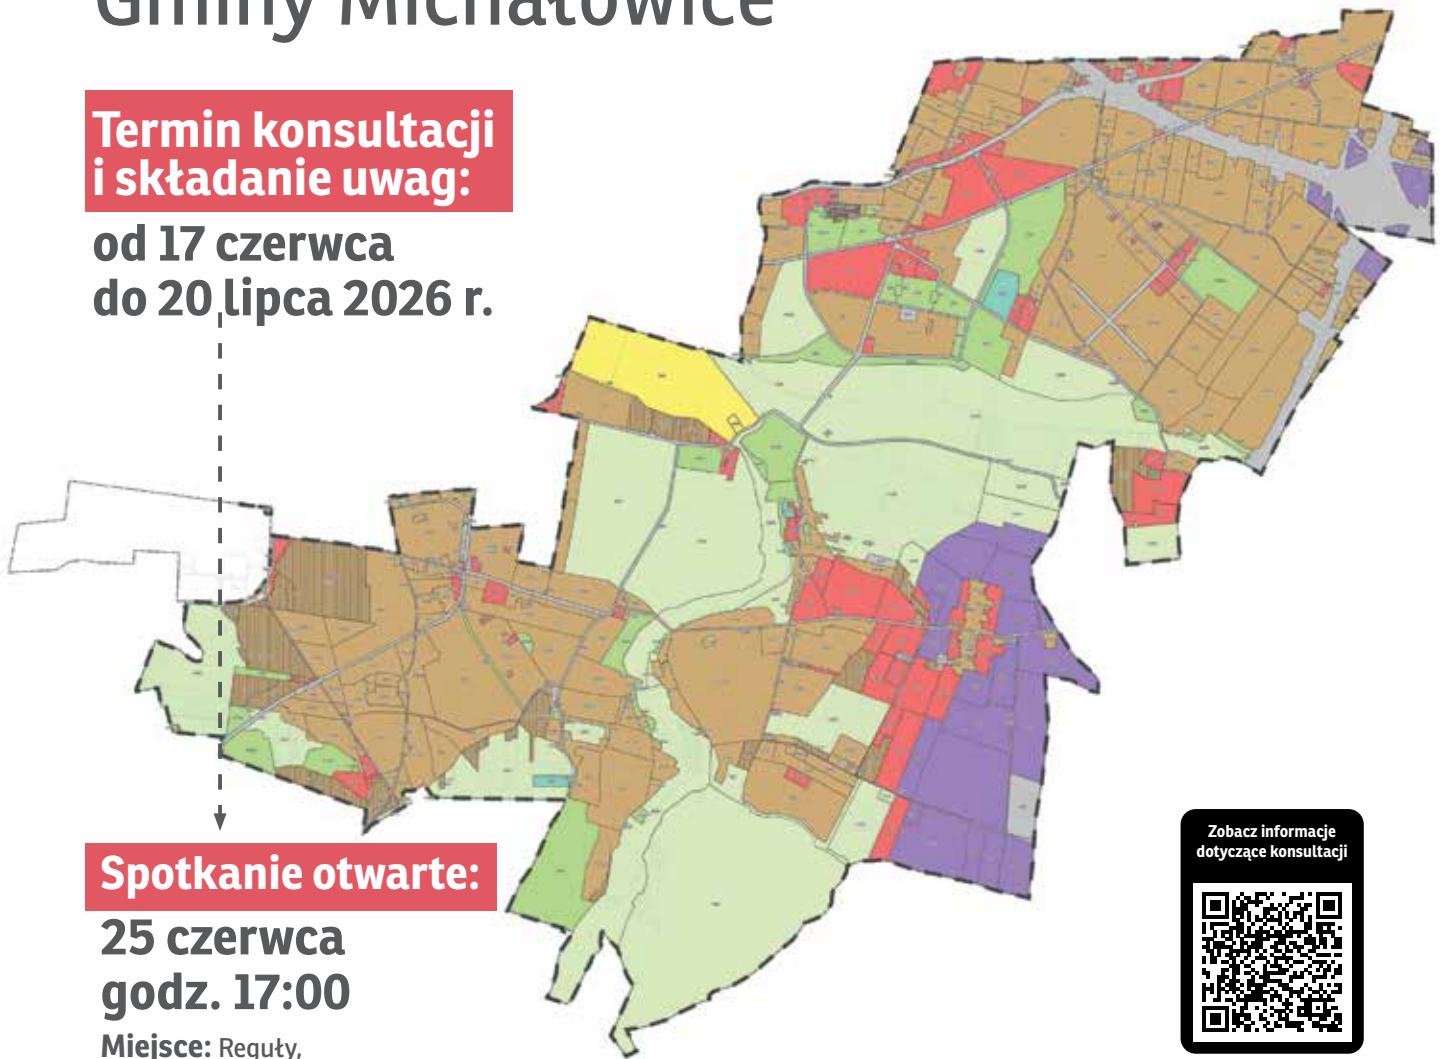 Gminy Michałowice
Termin konsultacji
i składanie uwag:
od 17 czerwca
do 20 lipca 2026 r.
Zobacz informacje
dotyczące konsultacji
Spotkanie otwarte:
25 czerwca
godz. 17:00
Miejsce: Reguły,